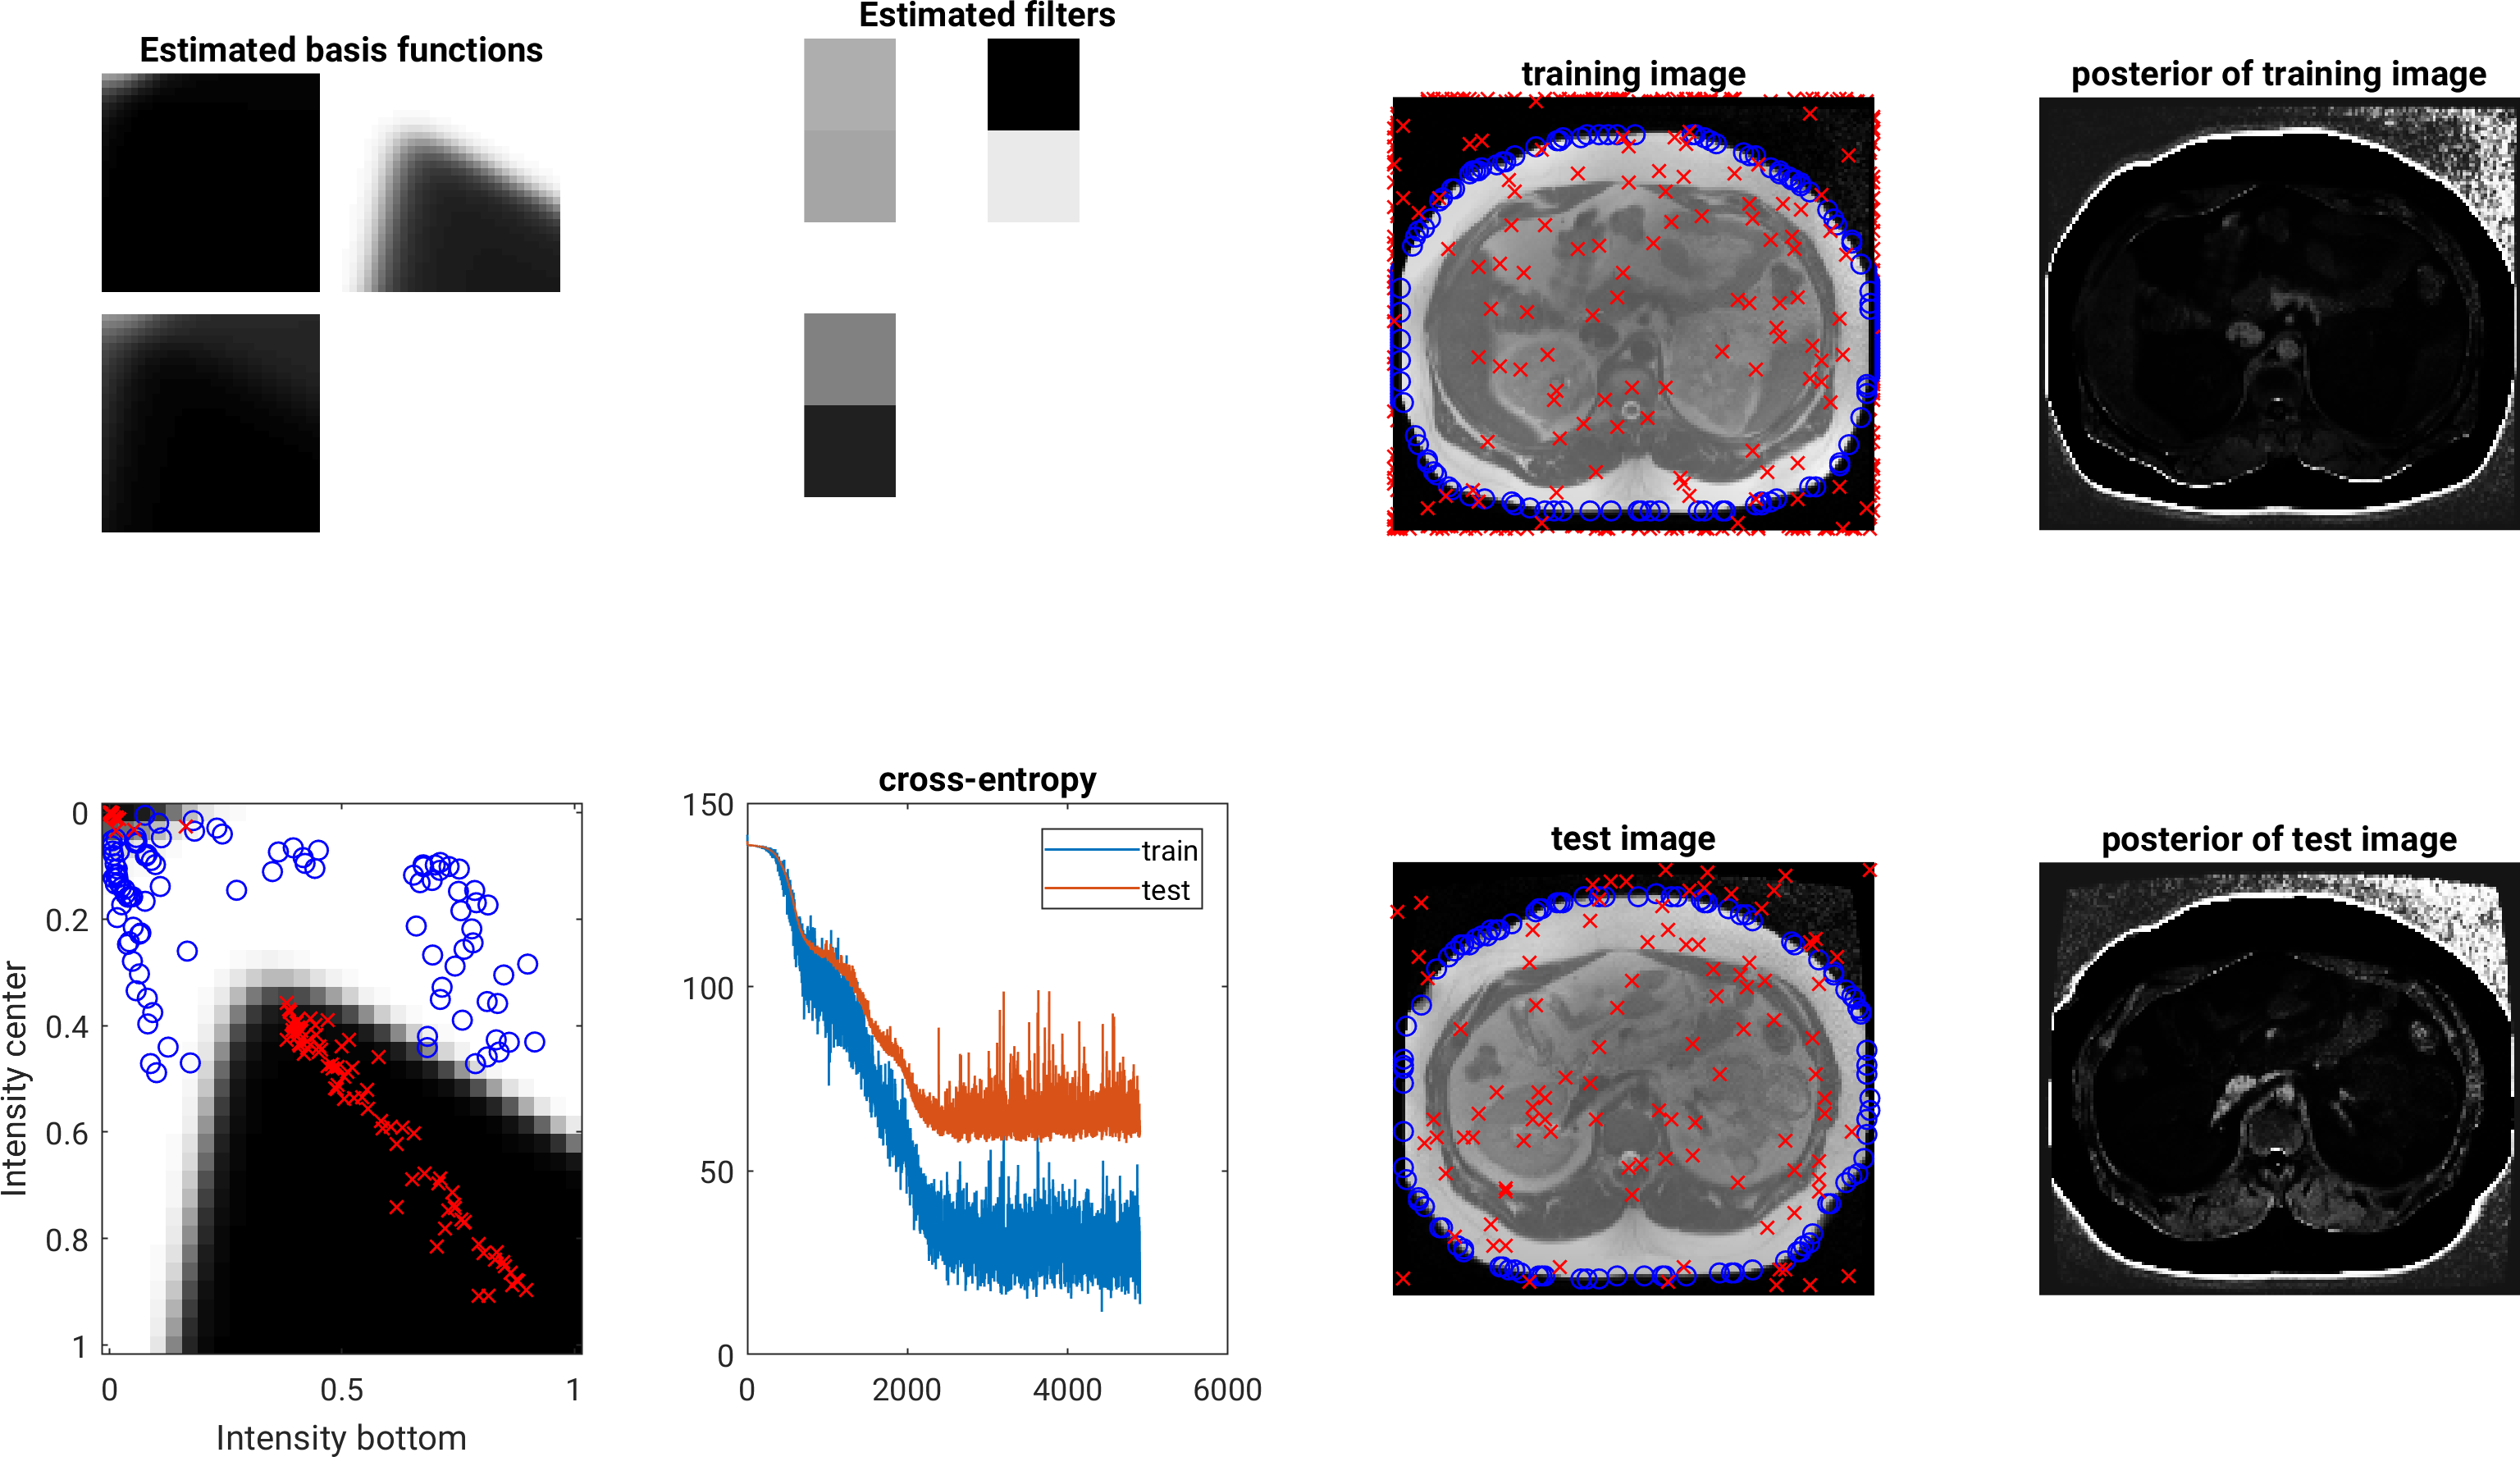 Estimated basis functions
Estimated filters
training image
posterior of training image
0
0.2
0.4
0.6
0.8
1
Intensity center
0
0.5
1
Intensity bottom
cross-entropy
150
100
50
0
0
2000
4000
6000
train
test
test image
posterior of test image